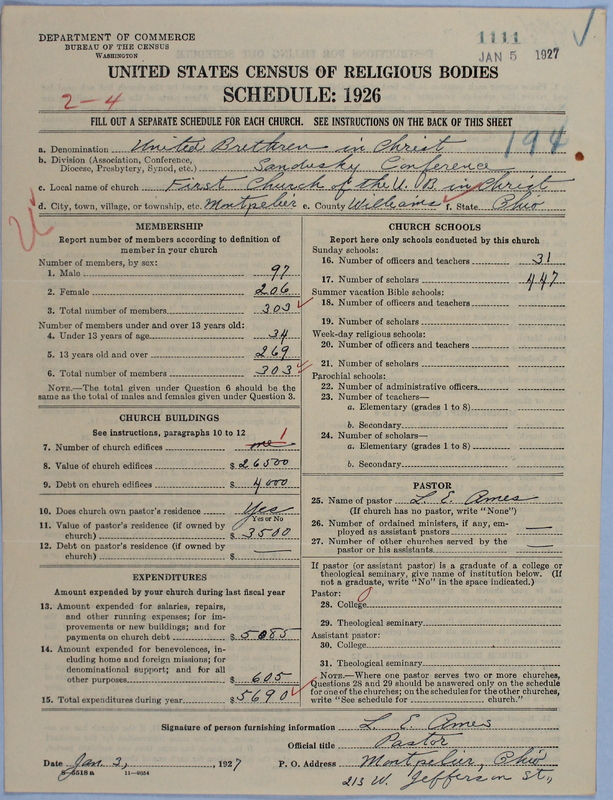 DEPARTMENT OF COMMERCE
BUREAU OF THE CENSUS
WASHINGTON
1111
JAN 5 1927
UNITED STATES CENSUS OF RELIGIOUS BODIES
SCHEDULE: 1926
2-4
FILL OUT A SEPARATE SCHEDULE FOR EACH CHURCH. SEE INSTRUCTIONS ON THE BACK OF THIS SHEET
194
a. Denomination United Brethren in Christ
b. Division (Association, Conference, Diocese, Presbytery, Synod, etc.) Sandusky Conference
c. Local name of church First Church of the U. B. in Christ
d. City, town, village, or township, etc. Montpelier e. County Williams f. State Ohio
MEMBERSHIP
Report number of members according to definition of
member in your church
Number of members, by sex:
1. Male 97
2. Female 206
3. Total number of members 303
Number of members under and over 13 years old:
4. Under 13 years of age 34
5. 13 years old and over 269
6. Total number of members 303
NOTE.—The total given under Question 6 should be the
same as the total of males and females given under Question 3.
CHURCH BUILDINGS
See instructions, paragraphs 10 to 12
7. Number of church edifices one 1
8. Value of church edifices $ 26500
9. Debt on church edifices $ 4000
10. Does church own pastor's residence Yes
Yes or No
11. Value of pastor's residence (if owned by
church) $ 3500
12. Debt on pastor's residence (if owned by
church) $ —
EXPENDITURES
Amount expended by your church during last fiscal year
13. Amount expended for salaries, repairs,
and other running expenses; for im-
provements or new buildings; and for
payments on church debt $ 5085
14. Amount expended for benevolences, in-
cluding home and foreign missions; for
denominational support; and for all
other purposes $ 605
15. Total expenditures during year $ 5690
CHURCH SCHOOLS
Report here only schools conducted by this church
Sunday schools:
16. Number of officers and teachers 31
17. Number of scholars 447
Summer vacation Bible schools:
18. Number of officers and teachers
19. Number of scholars
Week-day religious schools:
20. Number of officers and teachers
21. Number of scholars
Parochial schools:
22. Number of administrative officers
23. Number of teachers—
a. Elementary (grades 1 to 8)
b. Secondary
24. Number of scholars—
a. Elementary (grades 1 to 8)
b. Secondary
PASTOR
25. Name of pastor L. E. Ames
(If church has no pastor, write "None")
26. Number of ordained ministers, if any, em-
ployed as assistant pastors —
27. Number of other churches served by the
pastor or his assistants —
If pastor (or assistant pastor) is a graduate of a college or
theological seminary, give name of institution below. (If
not a graduate, write "No" in the space indicated.)
Pastor:
28. College 0
29. Theological seminary
Assistant pastor:
30. College
31. Theological seminary
NOTE.—Where one pastor serves two or more churches,
Questions 28 and 29 should be answered only on the schedule
for one of the churches; on the schedules for the other churches,
write "See schedule for church."
Signature of person furnishing information L. E. Ames
Official title Pastor
Date Jan. 3, 1927 P. O. Address Montpelier, Ohio
8-5518 a 11-9054
213 W. Jefferson St.,